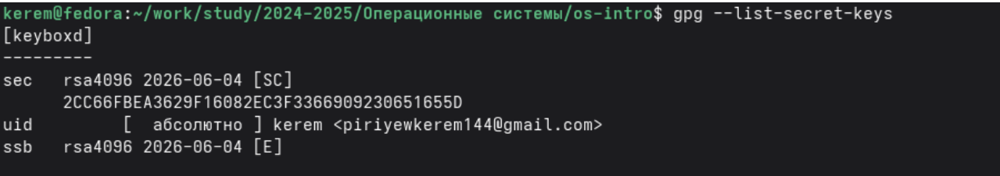 kerem@fedora:~/work/study/2024-2025/Операционные системы/os-intro$ gpg --list-secret-keys
[keyboxd]
---------
sec   rsa4096 2026-06-04 [SC]
      2CC66FBEA3629F16082EC3F3366909230651655D
uid           [  абсолютно ] kerem <piriyewkerem144@gmail.com>
ssb   rsa4096 2026-06-04 [E]